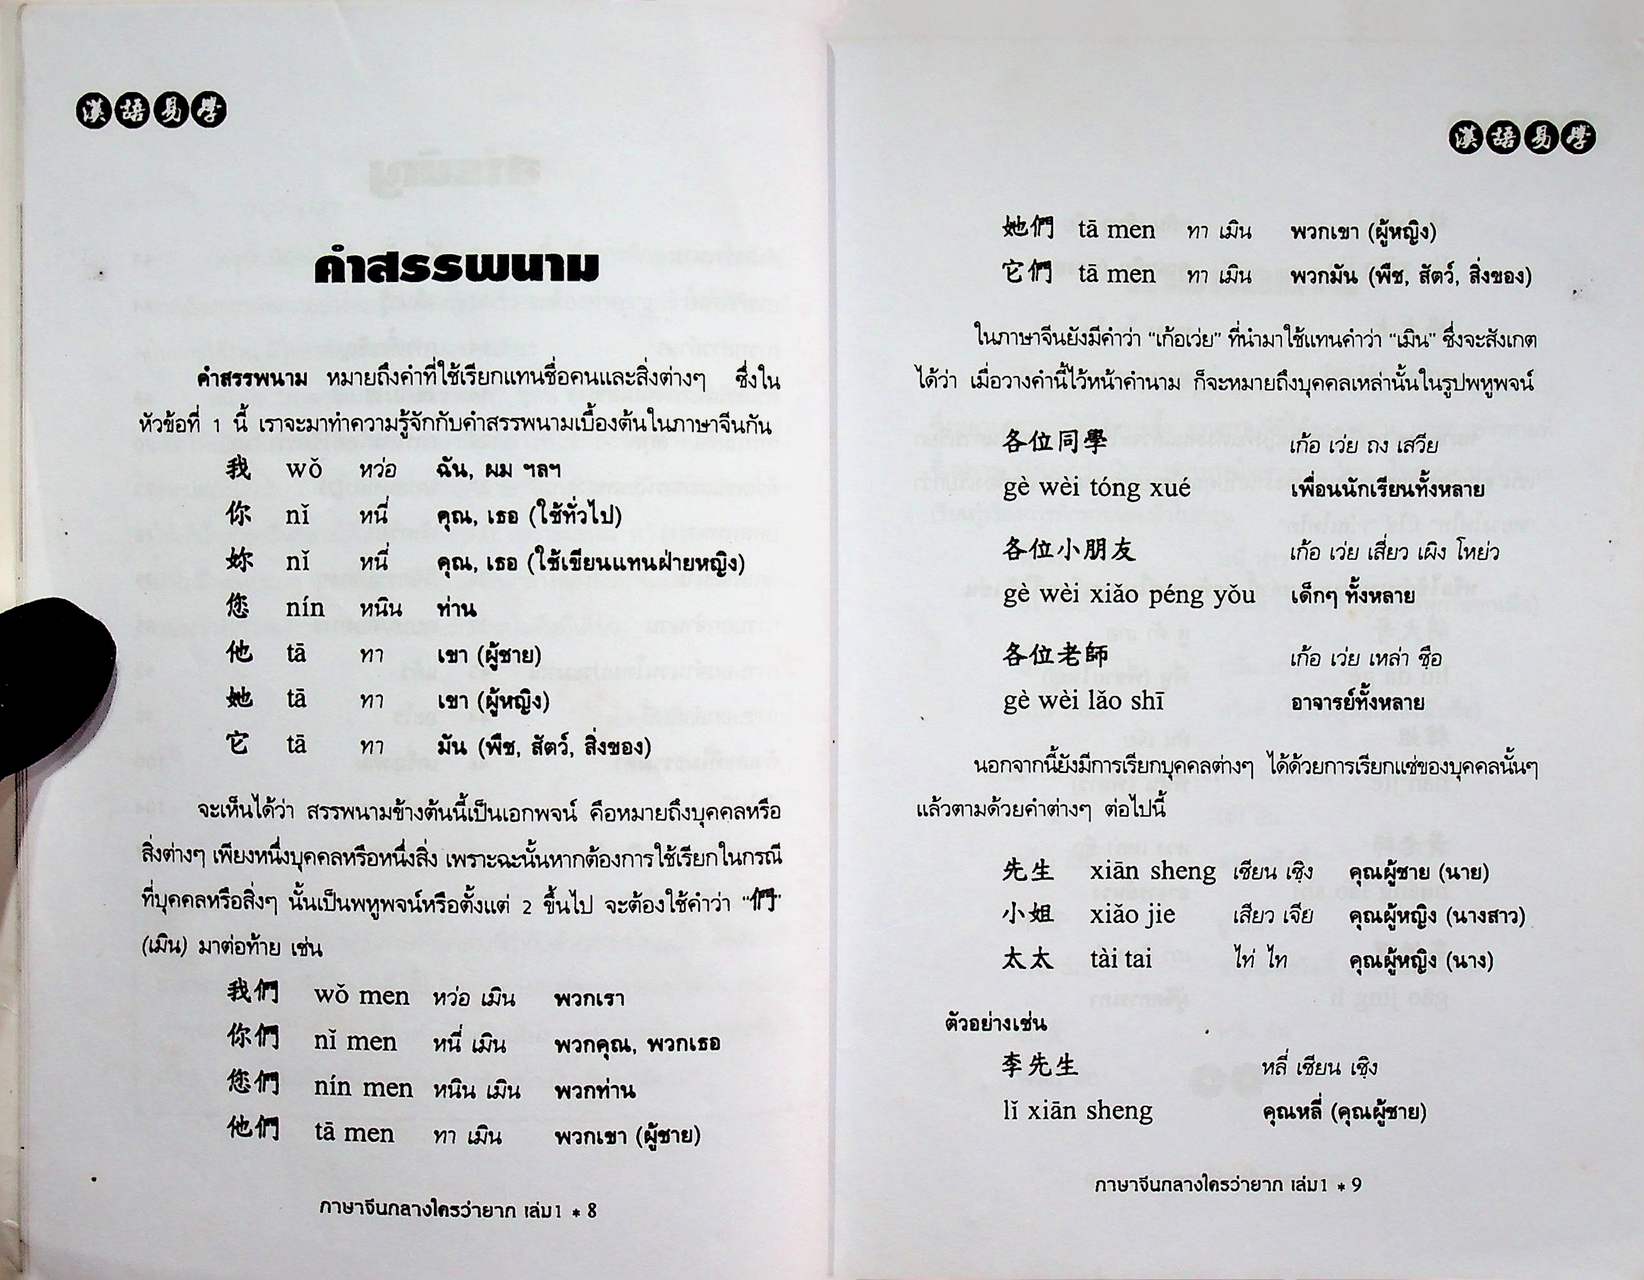 漢語易學
คำสรรพนาม
คำสรรพนาม หมายถึงคำที่ใช้เรียกแทนชื่อคนและสิ่งต่างๆ ซึ่งใน
หัวข้อที่ 1 นี้ เราจะมาทำความรู้จักกับคำสรรพนามเบื้องต้นในภาษาจีนกัน
我 wǒ หว่อ ฉัน, ผม ฯลฯ
你 nǐ หนี่ คุณ, เธอ (ใช้ทั่วไป)
妳 nǐ หนี่ คุณ, เธอ (ใช้เขียนแทนฝ่ายหญิง)
您 nín หนิน ท่าน
他 tā ทา เขา (ผู้ชาย)
她 tā ทา เขา (ผู้หญิง)
它 tā ทา มัน (พืช, สัตว์, สิ่งของ)
จะเห็นได้ว่า สรรพนามข้างต้นนี้เป็นเอกพจน์ คือหมายถึงบุคคลหรือ
สิ่งต่างๆ เพียงหนึ่งบุคคลหรือหนึ่งสิ่ง เพราะฉะนั้นหากต้องการใช้เรียกในกรณี
ที่บุคคลหรือสิ่งๆ นั้นเป็นพหูพจน์หรือตั้งแต่ 2 ขึ้นไป จะต้องใช้คำว่า “們”
(เมิน) มาต่อท้าย เช่น
我們 wǒ men หว่อ เมิน พวกเรา
你們 nǐ men หนี่ เมิน พวกคุณ, พวกเธอ
您們 nín men หนิน เมิน พวกท่าน
他們 tā men ทา เมิน พวกเขา (ผู้ชาย)
ภาษาจีนกลางใครว่ายาก เล่ม1 * 8
漢語易學
她們 tā men ทา เมิน พวกเขา (ผู้หญิง)
它們 tā men ทา เมิน พวกมัน (พืช, สัตว์, สิ่งของ)
ในภาษาจีนยังมีคำว่า “เก้อเว่ย” ที่นำมาใช้แทนคำว่า “เมิน” ซึ่งจะสังเกต
ได้ว่า เมื่อวางคำนี้ไว้หน้าคำนาม ก็จะหมายถึงบุคคลเหล่านั้นในรูปพหูพจน์
各位同學 เก้อ เว่ย ถง เสวีย
gè wèi tóng xué เพื่อนนักเรียนทั้งหลาย
各位小朋友 เก้อ เว่ย เสี่ยว เผิง โหย่ว
gè wèi xiǎo péng yǒu เด็กๆ ทั้งหลาย
各位老師 เก้อ เว่ย เหล่า ซือ
gè wèi lǎo shī อาจารย์ทั้งหลาย
นอกจากนี้ยังมีการเรียกบุคคลต่างๆ ได้ด้วยการเรียกแซ่ของบุคคลนั้นๆ
แล้วตามด้วยคำต่างๆ ต่อไปนี้
先生 xiān sheng เซียน เซิง คุณผู้ชาย (นาย)
小姐 xiǎo jie เสียว เจีย คุณผู้หญิง (นางสาว)
太太 tài tai ไท่ ไท คุณผู้หญิง (นาง)
ตัวอย่างเช่น
李先生 หลี่ เซียน เซิง
lǐ xiān sheng คุณหลี่ (คุณผู้ชาย)
ภาษาจีนกลางใครว่ายาก เล่ม1 * 9